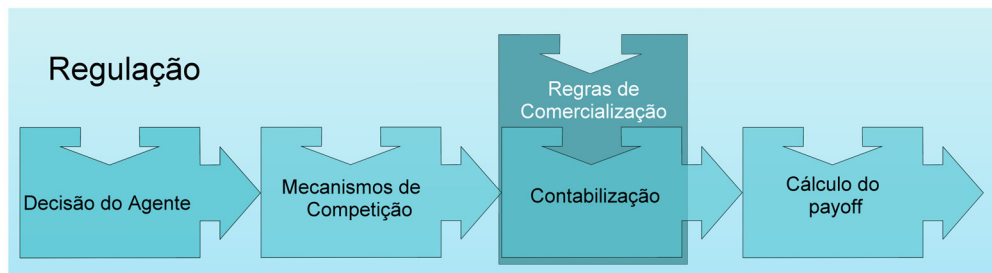 Regulação
Regras de
Comercialização
Decisão do Agente
Mecanismos de
Competição
Contabilização
Cálculo do
payoff